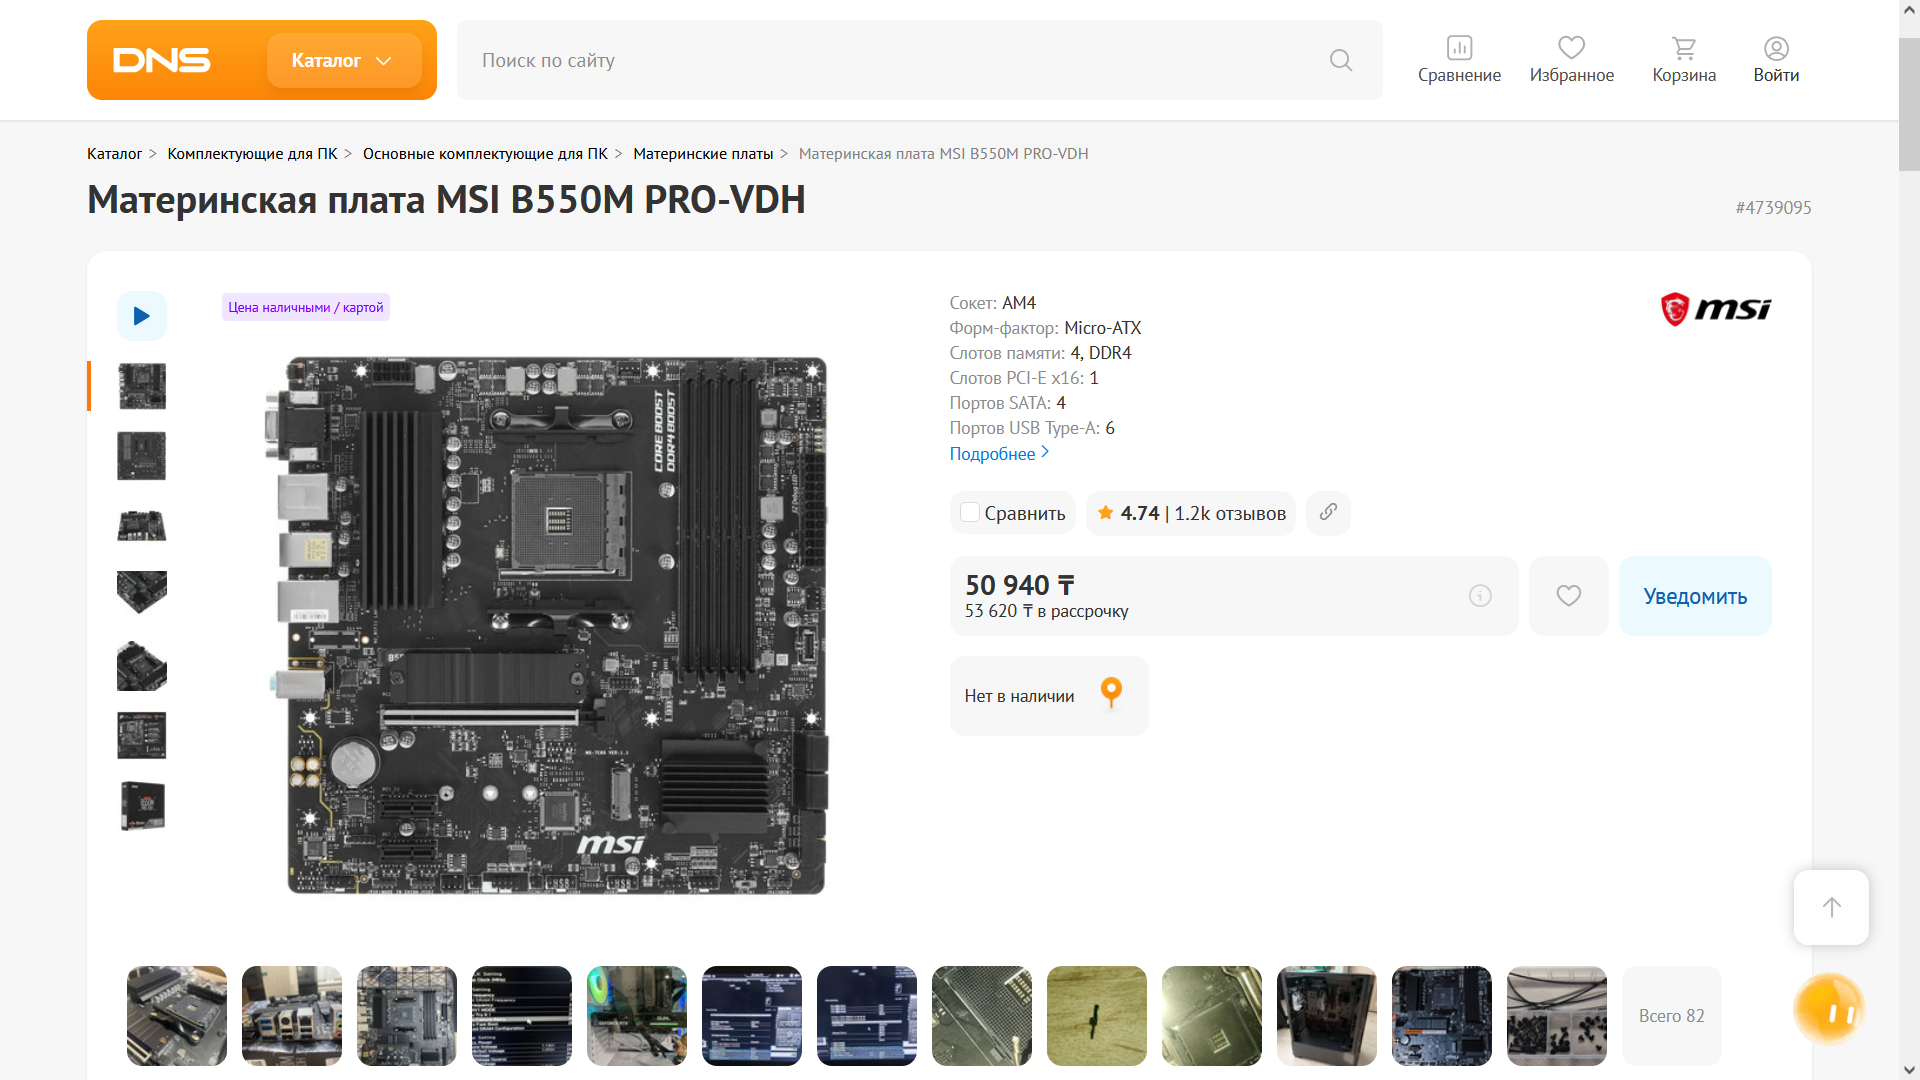 DNS
Каталог
Поиск по сайту
Сравнение
Избранное
Корзина
Войти
Каталог > Комплектующие для ПК > Основные комплектующие для ПК > Материнские платы > Материнская плата MSI B550M PRO-VDH
Материнская плата MSI B550M PRO-VDH
#4739095
Цена наличными / картой
CORE BOOST
DDR4 BOOST
EZ Debug LED
msi
Сокет: AM4
Форм-фактор: Micro-ATX
Слотов памяти: 4, DDR4
Слотов PCI-E x16: 1
Портов SATA: 4
Портов USB Type-A: 6
Подробнее
msi
Сравнить
4.74 | 1.2k отзывов
50 940 ₸
53 620 ₸ в рассрочку
Уведомить
Нет в наличии
Всего 82